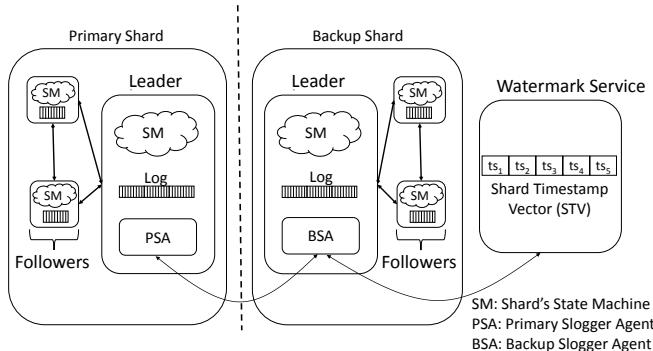 Primary Shard
Backup Shard
Leader
Leader
Watermark Service
SM
SM
SM
SM
SM
SM
Log
Log
ts1 ts2 ts3 ts4 ts5
Shard Timestamp
Vector (STV)
PSA
BSA
Followers
Followers
SM: Shard's State Machine
PSA: Primary Slogger Agent
BSA: Backup Slogger Agent